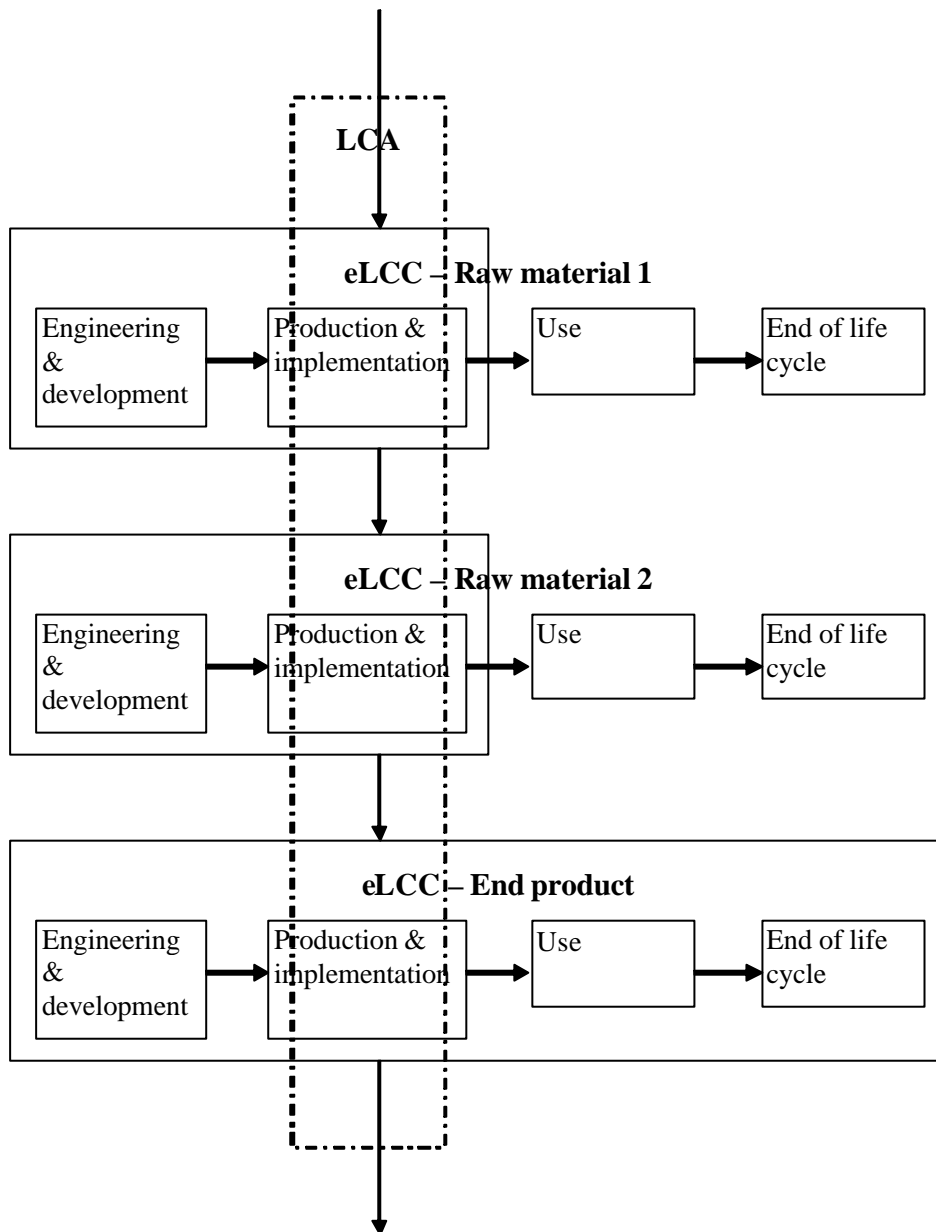 LCA
eLCC – Raw material 1
Engineering
&
development
Production &
implementation
Use
End of life
cycle
eLCC – Raw material 2
Engineering
&
development
Production &
implementation
Use
End of life
cycle
eLCC – End product
Engineering
&
development
Production &
implementation
Use
End of life
cycle